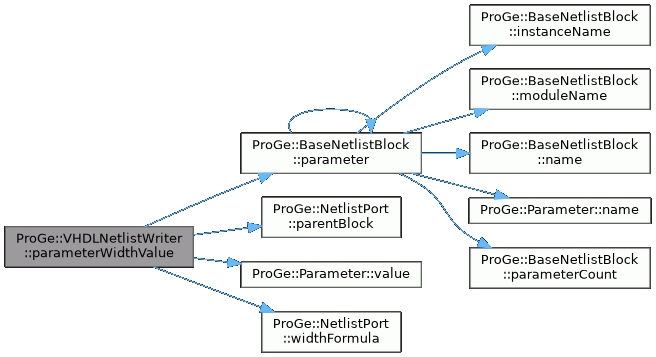 ProGe::BaseNetlistBlock
::instanceName
ProGe::BaseNetlistBlock
::moduleName
ProGe::BaseNetlistBlock
::parameter
ProGe::BaseNetlistBlock
::name
ProGe::Parameter::name
ProGe::NetlistPort
::parentBlock
ProGe::VHDLNetlistWriter
::parameterWidthValue
ProGe::BaseNetlistBlock
::parameterCount
ProGe::Parameter::value
ProGe::NetlistPort
::widthFormula